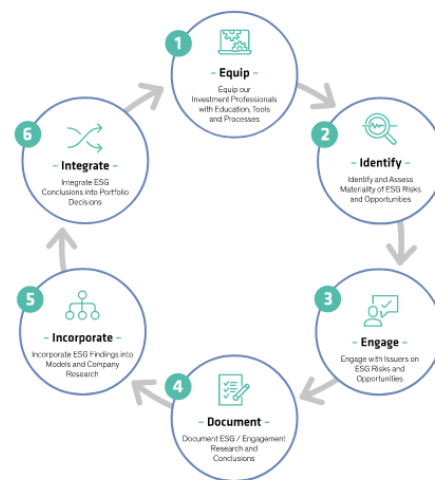 1
– Equip –
Equip our
Investment Professionals
with Education, Tools
and Processes
2
– Identify –
Identify and Assess
Materiality of ESG Risks
and Opportunities
3
– Engage –
Engage with Issuers on
ESG Risks and
Opportunities
4
– Document –
Document ESG / Engagement
Research and
Conclusions
5
– Incorporate –
Incorporate ESG Findings into
Models and Company
Research
6
– Integrate –
Integrate ESG
Conclusions into Portfolio
Decisions